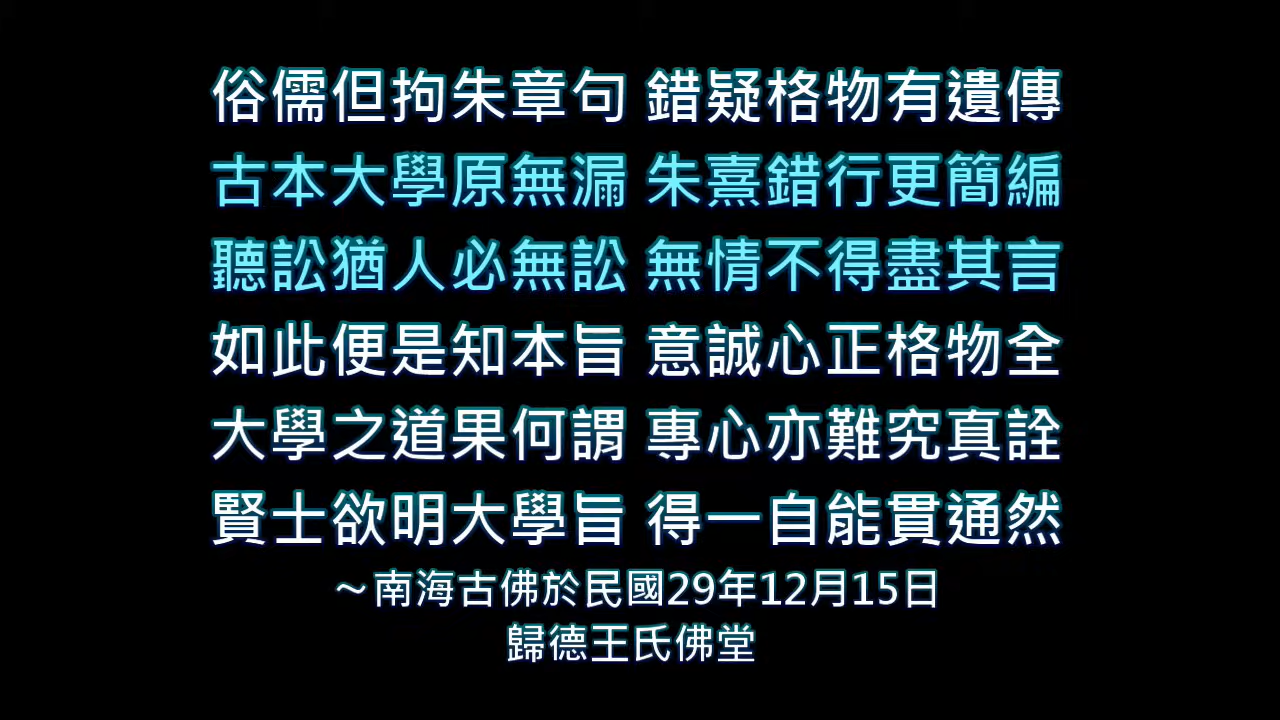 俗儒但拘朱章句 錯疑格物有遺傳
古本大學原無漏 朱熹錯行更簡編
聽訟猶人必無訟 無情不得盡其言
如此便是知本旨 意誠心正格物全
大學之道果何謂 專心亦難究真詮
賢士欲明大學旨 得一自能貫通然
～南海古佛於民國29年12月15日
歸德王氏佛堂